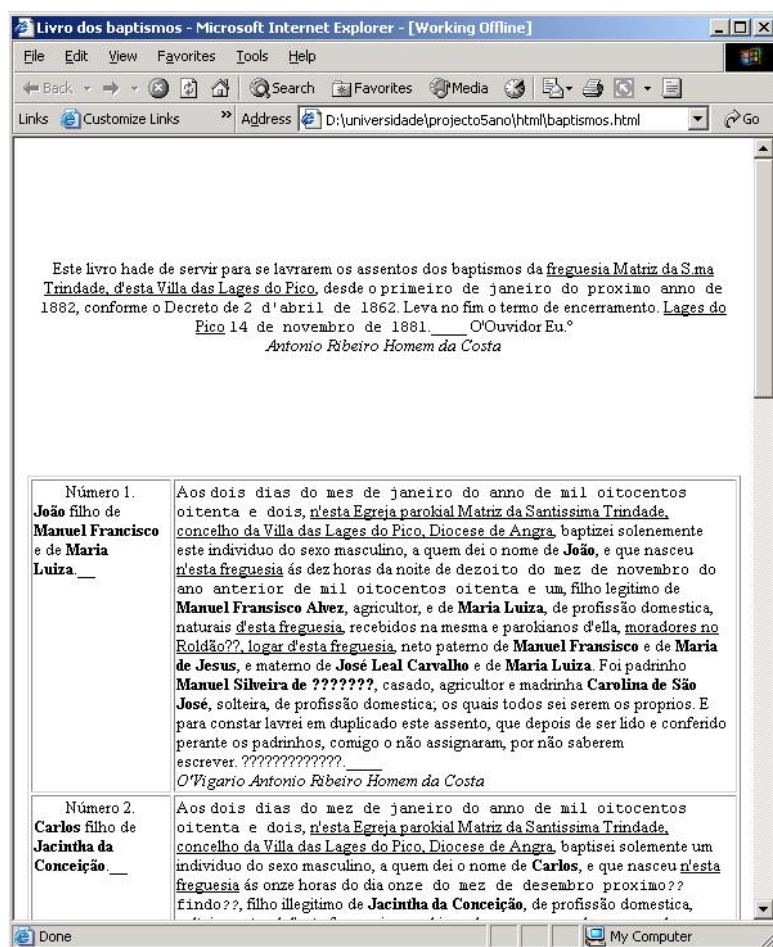 Livro dos baptismos - Microsoft Internet Explorer - [Working Offline]
File Edit View Favorites Tools Help
Back Search Favorites Media
Links Customize Links » Address D:\universidade\projecto5ano\html\baptismos.html Go
Este livro hade de servir para se lavrarem os assentos dos baptismos da freguesia Matriz da S.ma
Trindade, d'esta Villa das Lages do Pico, desde o primeiro de janeiro do proximo anno de
1882, conforme o Decreto de 2 d'abril de 1862. Leva no fim o termo de encerramento. Lages do
Pico 14 de novembro de 1881.____ O'Ouvidor Eu.º
Antonio Ribeiro Homem da Costa
Número 1.
João filho de
Manuel Francisco
e de Maria
Luiza.__
Aos dois dias do mes de janeiro do anno de mil oitocentos
oitenta e dois, n'esta Egreja parokial Matriz da Santissima Trindade,
concelho da Villa das Lages do Pico, Diocese de Angra, baptizei solenemente
este individuo do sexo masculino, a quem dei o nome de João, e que nasceu
n'esta freguesia ás dez horas da noite de dezoito do mez de novembro do
ano anterior de mil oitocentos oitenta e um, filho legitimo de
Manuel Fransisco Alvez, agricultor, e de Maria Luiza, de profissão domestica,
naturais d'esta freguesia, recebidos na mesma e parokianos d'ella, moradores no
Roldão??, logar d'esta freguesia, neto paterno de Manuel Fransisco e de Maria
de Jesus, e materno de José Leal Carvalho e de Maria Luiza. Foi padrinho
Manuel Silveira de ???????, casado, agricultor e madrinha Carolina de São
José, solteira, de profissão domestica; os quais todos sei serem os proprios. E
para constar lavrei em duplicado este assento, que depois de ser lido e conferido
perante os padrinhos, comigo o não assignaram, por não saberem
escrever. ?????????????.____
O'Vigario Antonio Ribeiro Homem da Costa
Número 2.
Carlos filho de
Jacintha da
Conceição.__
Aos dois dias do mez de janeiro do anno de mil oitocentos
oitenta e dois, n'esta Egreja parokial Matriz da Santissima Trindade,
concelho da Villa das Lages do Pico, Diocese de Angra, baptisei solemente um
individuo do sexo masculino, a quem dei o nome de Carlos, e que nasceu n'esta
freguesia ás onze horas do dia onze do mez de desembro proximo??
findo??, filho illegitimo de Jacintha da Conceição, de profissão domestica,
Done My Computer